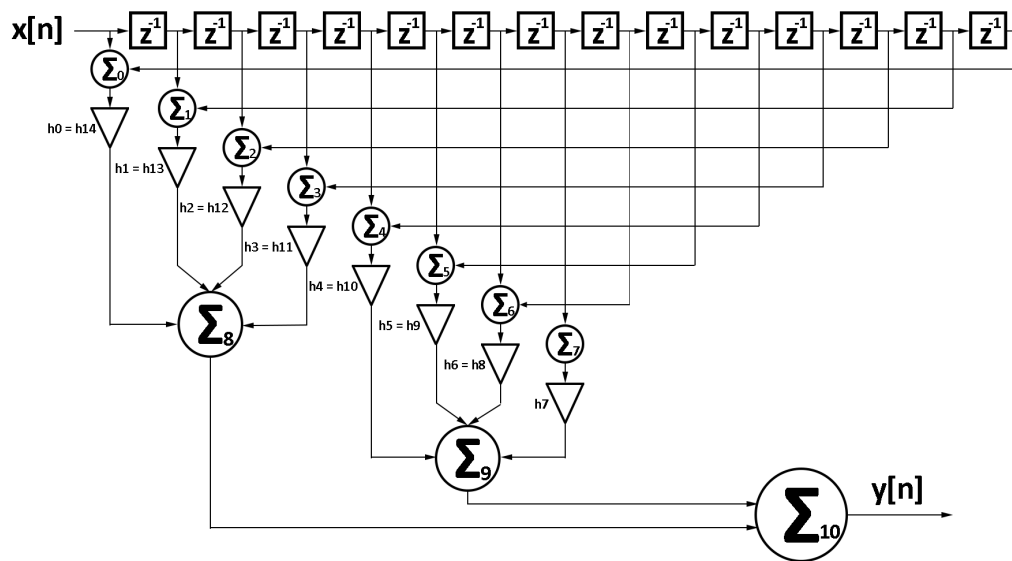 x[n] z⁻¹ z⁻¹ z⁻¹ z⁻¹ z⁻¹ z⁻¹ z⁻¹ z⁻¹ z⁻¹ z⁻¹ z⁻¹ z⁻¹ z⁻¹ z⁻¹
Σ0
Σ1
h0 = h14
Σ2
h1 = h13
Σ3
h2 = h12
Σ4
h3 = h11
Σ5
h4 = h10
Σ6
h5 = h9
Σ8
Σ7
h6 = h8
h7
Σ9
y[n]
Σ10